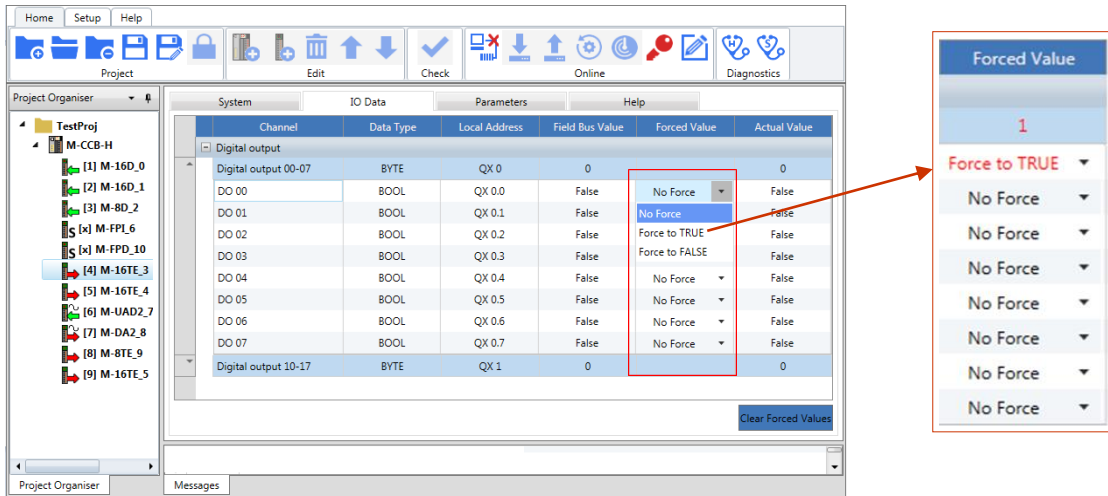 Home Setup Help
Project Edit Check Online Diagnostics
H S
Project Organiser
TestProj
M-CCB-H
[1] M-16D_0
[2] M-16D_1
[3] M-8D_2
S [x] M-FPI_6
S [x] M-FPD_10
[4] M-16TE_3
[5] M-16TE_4
[6] M-UAD2_7
[7] M-DA2_8
[8] M-8TE_9
[9] M-16TE_5
Project Organiser
System IO Data Parameters Help
Channel Data Type Local Address Field Bus Value Forced Value Actual Value
Digital output
Digital output 00-07 BYTE QX 0 0 0
DO 00 BOOL QX 0.0 False No Force False
DO 01 BOOL QX 0.1 False No Force False
DO 02 BOOL QX 0.2 False Force to TRUE False
DO 03 BOOL QX 0.3 False Force to FALSE False
DO 04 BOOL QX 0.4 False No Force False
DO 05 BOOL QX 0.5 False No Force False
DO 06 BOOL QX 0.6 False No Force False
DO 07 BOOL QX 0.7 False No Force False
Digital output 10-17 BYTE QX 1 0 0
Clear Forced Values
Messages
Forced Value
1
Force to TRUE
No Force
No Force
No Force
No Force
No Force
No Force
No Force